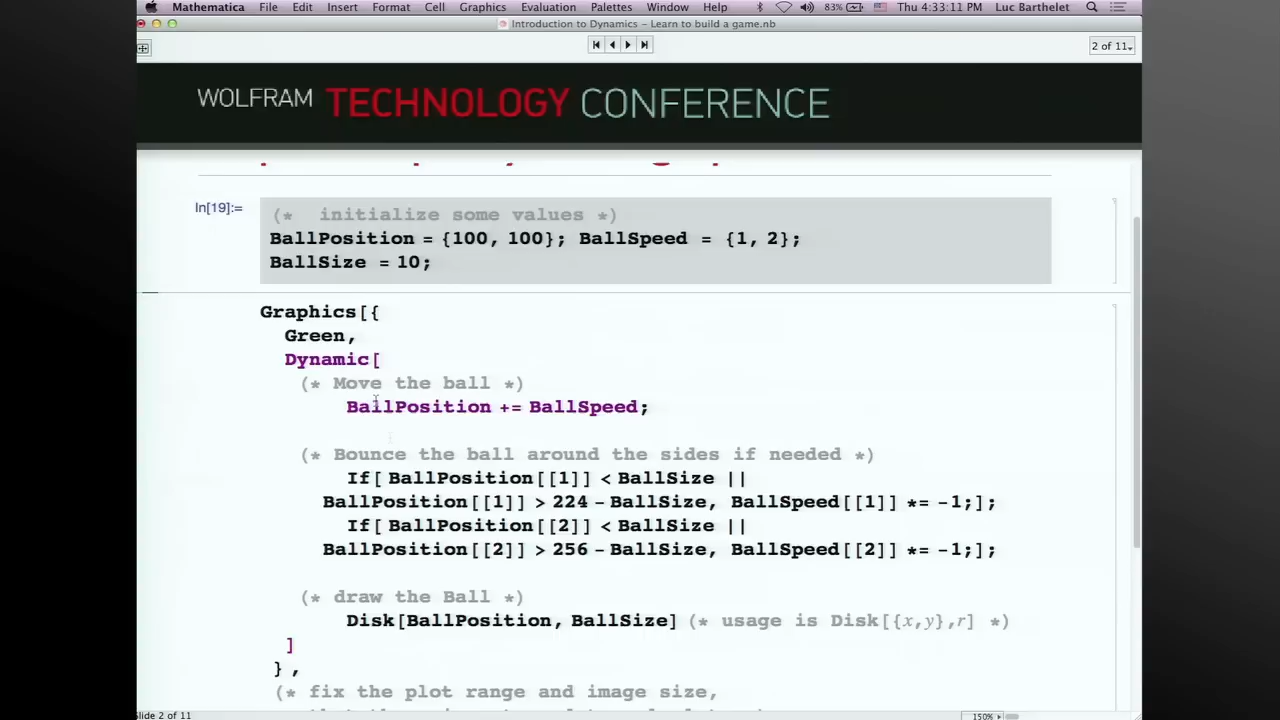 Mathematica File Edit Insert Format Cell Graphics Evaluation Palettes Window Help 83% Thu 4:33:11 PM Luc Barthelet
Introduction to Dynamics – Learn to build a game.nb
2 of 11
WOLFRAM TECHNOLOGY CONFERENCE
In[19]:=
(* initialize some values *)
BallPosition = {100, 100}; BallSpeed = {1, 2};
BallSize = 10;
Graphics[{
Green,
Dynamic[
(* Move the ball *)
BallPosition += BallSpeed;
(* Bounce the ball around the sides if needed *)
If[ BallPosition[[1]] < BallSize ||
BallPosition[[1]] > 224 - BallSize, BallSpeed[[1]] *= -1;];
If[ BallPosition[[2]] < BallSize ||
BallPosition[[2]] > 256 - BallSize, BallSpeed[[2]] *= -1;];
(* draw the Ball *)
Disk[BallPosition, BallSize] (* usage is Disk[{x,y},r] *)
]
} ,
(* fix the plot range and image size,
Slide 2 of 11
150%